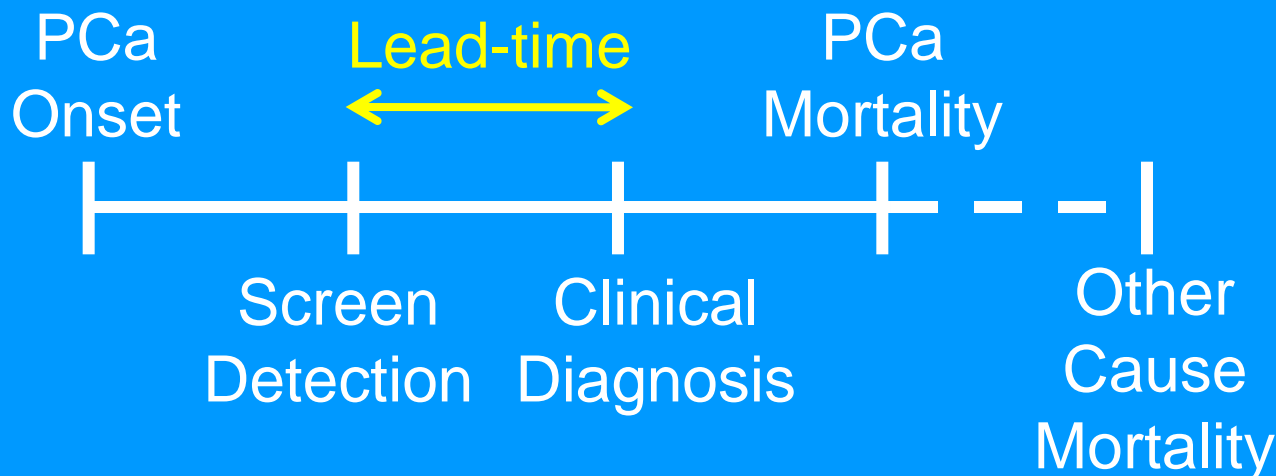 PCa
Onset
Lead-time
PCa
Mortality
Screen
Detection
Clinical
Diagnosis
Other
Cause
Mortality